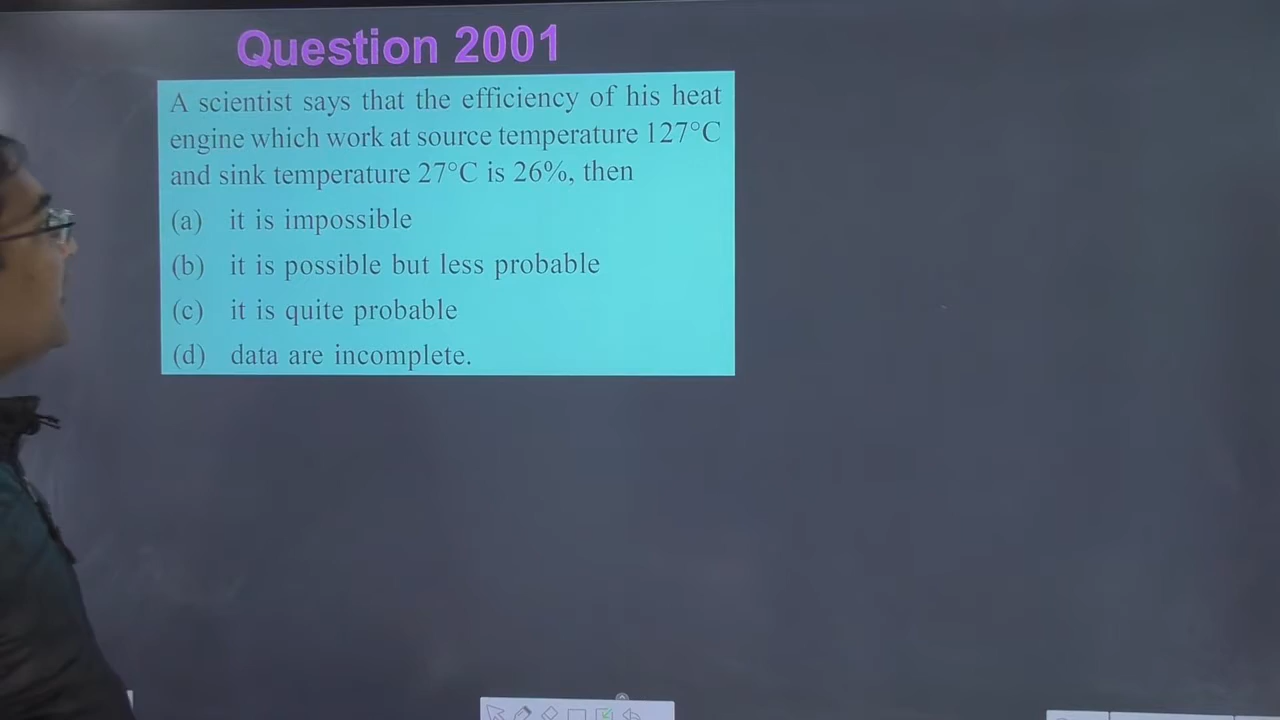 Question 2001
A scientist says that the efficiency of his heat
engine which work at source temperature 127°C
and sink temperature 27°C is 26%, then
(a) it is impossible
(b) it is possible but less probable
(c) it is quite probable
(d) data are incomplete.